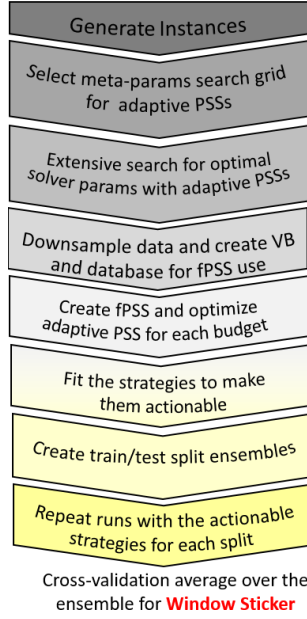 Generate Instances
Select meta-params search grid
for adaptive PSSs
Extensive search for optimal
solver params with adaptive PSSs
Downsample data and create VB
and database for fPSS use
Create fPSS and optimize
adaptive PSS for each budget
Fit the strategies to make
them actionable
Create train/test split ensembles
Repeat runs with the actionable
strategies for each split
Cross-validation average over the
ensemble for Window Sticker